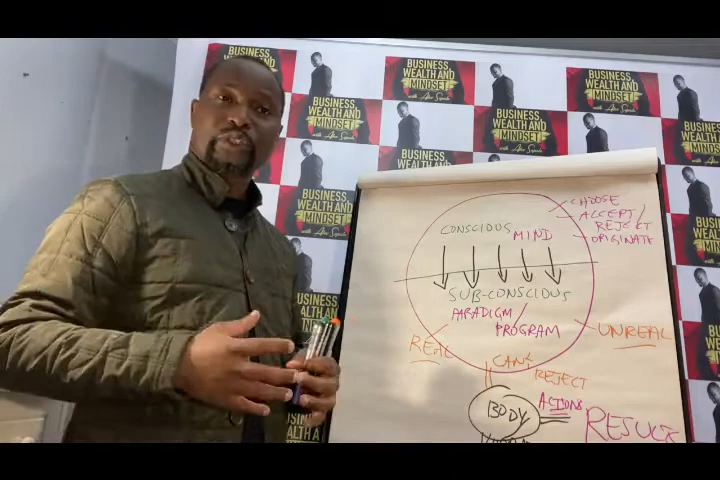 BUSINESS,
WEALTH AND
MINDSET
CHOOSE
ACCEPT/
REJECT
ORIGINATE
CONSCIOUS
MIND
SUB-CONSCIOUS
PARADIGM/
PROGRAM
REAL
UNREAL
CAN'T
REJECT
BODY
ACTIONS
RESULT